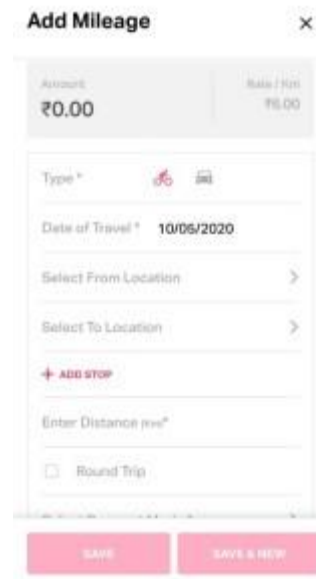 Add Mileage
Amount
Rate / Km
₹0.00
₹6.00
Type *
Date of Travel * 10/06/2020
Select From Location
Select To Location
+ ADD STOP
Enter Distance (Km)*
Round Trip
SAVE
SAVE & NEW